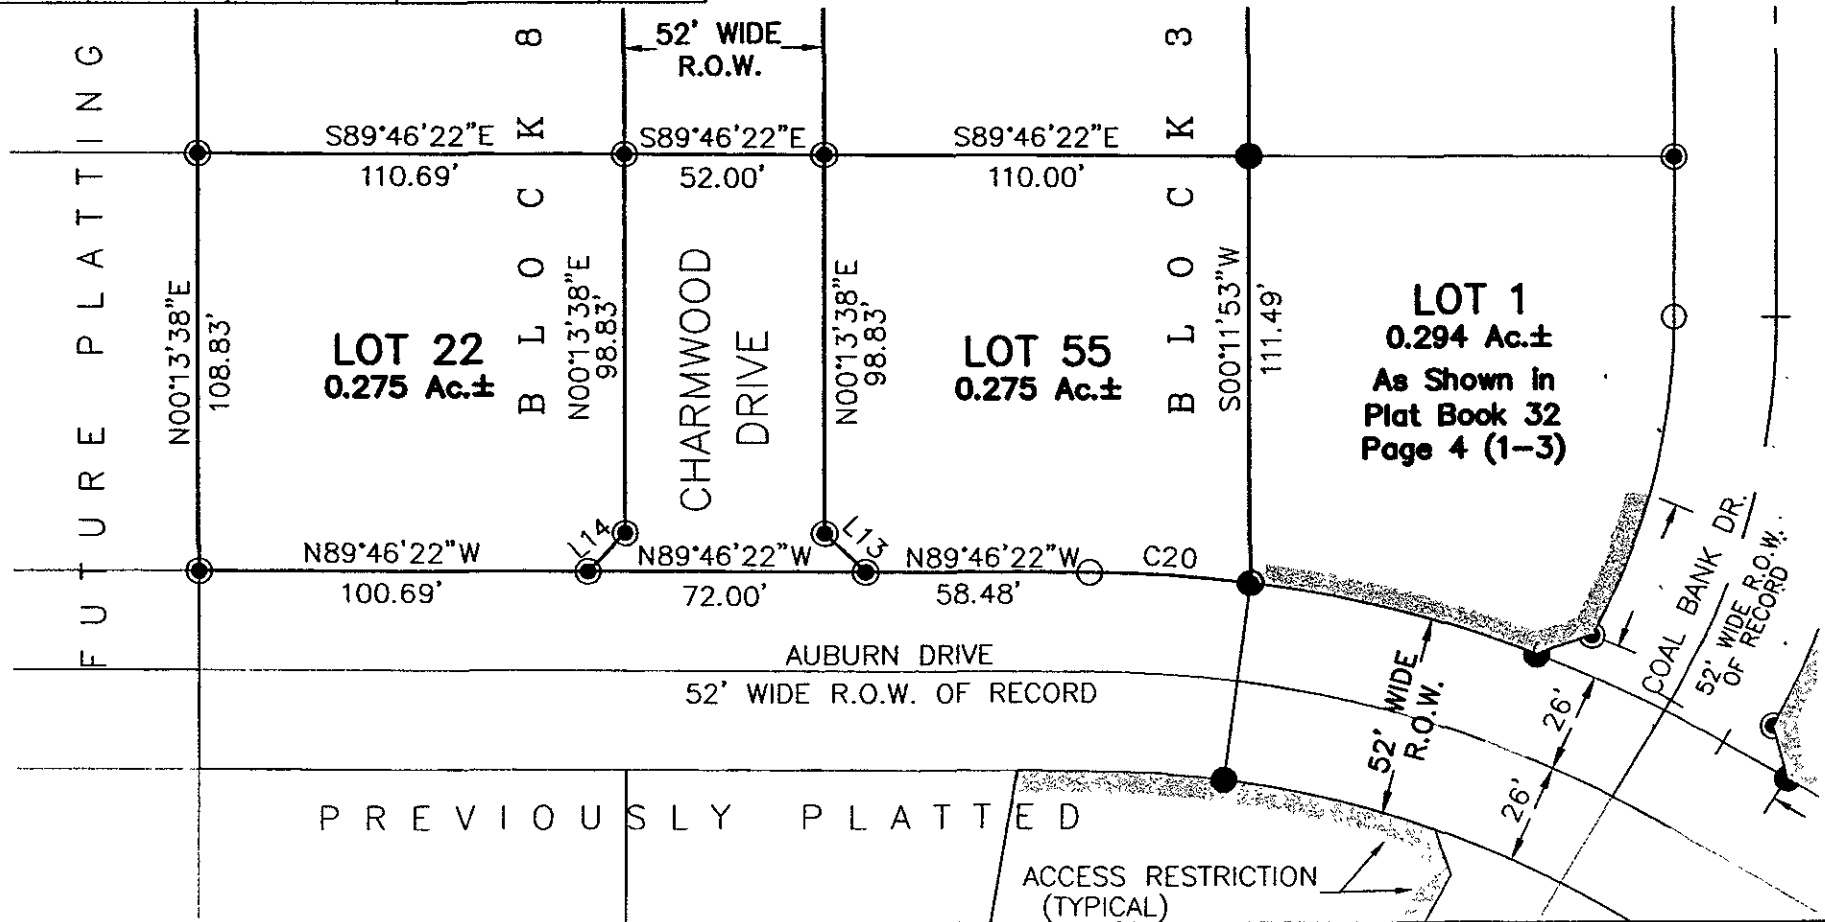 FUTURE PLATTING
52' WIDE
R.O.W.
BLOCK 8
BLOCK 3
S89°46'22"E
110.69'
S89°46'22"E
52.00'
S89°46'22"E
110.00'
N00°13'38"E
108.83'
LOT 22
0.275 Ac.±
N00°13'38"E
98.83'
CHARMWOOD
DRIVE
N00°13'38"E
98.83'
LOT 55
0.275 Ac.±
S00°11'53"W
111.49'
LOT 1
0.294 Ac.±
As Shown in
Plat Book 32
Page 4 (1-3)
L14
L13
N89°46'22"W
100.69'
N89°46'22"W
72.00'
N89°46'22"W
58.48'
C20
COAL BANK DR.
52' WIDE R.O.W.
OF RECORD
AUBURN DRIVE
52' WIDE R.O.W. OF RECORD
52' WIDE
R.O.W.
26'
26'
PREVIOUSLY PLATTED
ACCESS RESTRICTION
(TYPICAL)